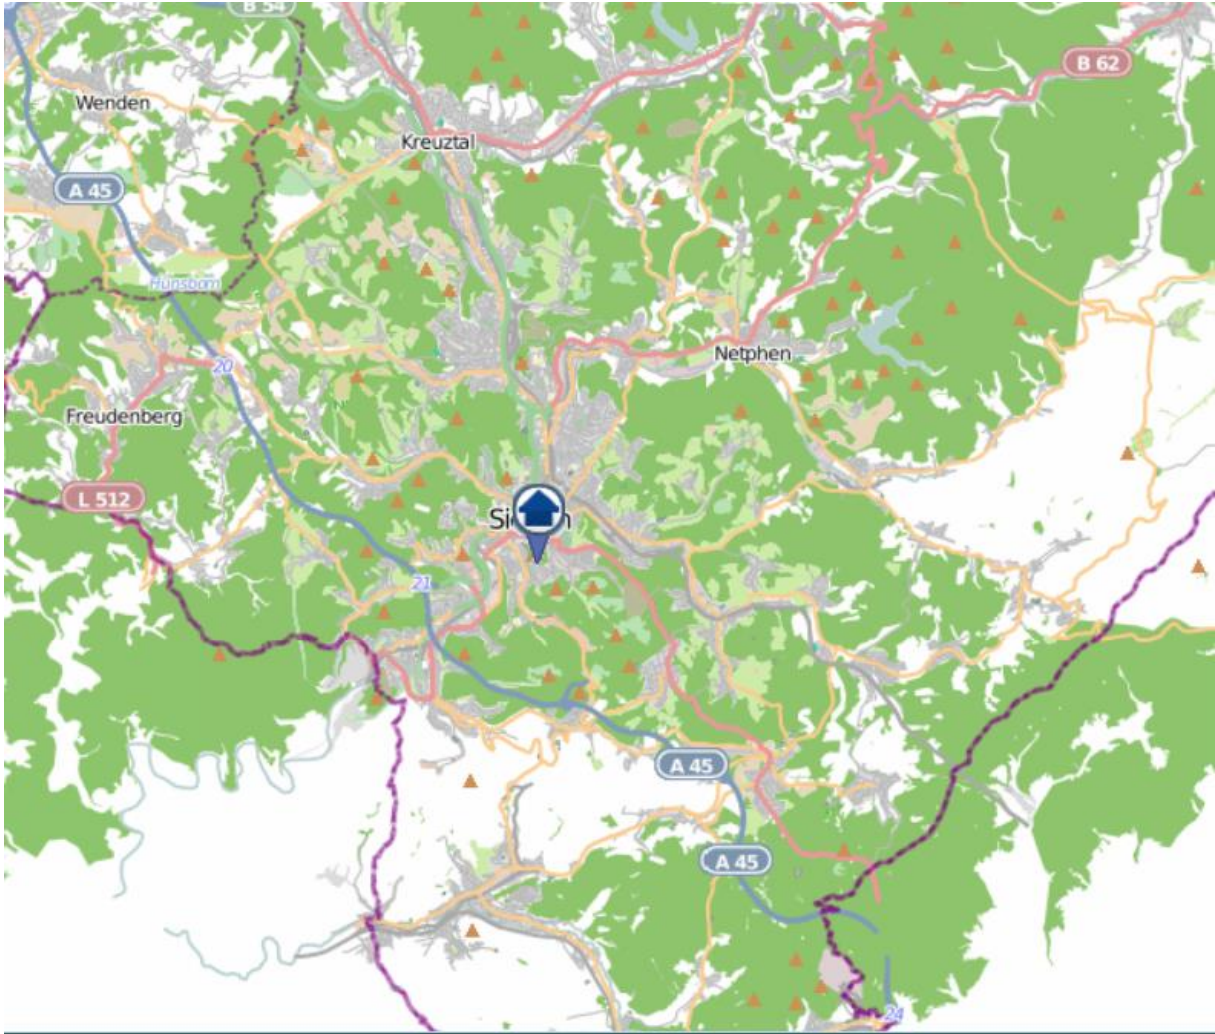 B 54
B 62
Wenden
Kreuztal
A 45
Hünsborn
Netphen
20
Freudenberg
L 512
21
A 45
A 45
24